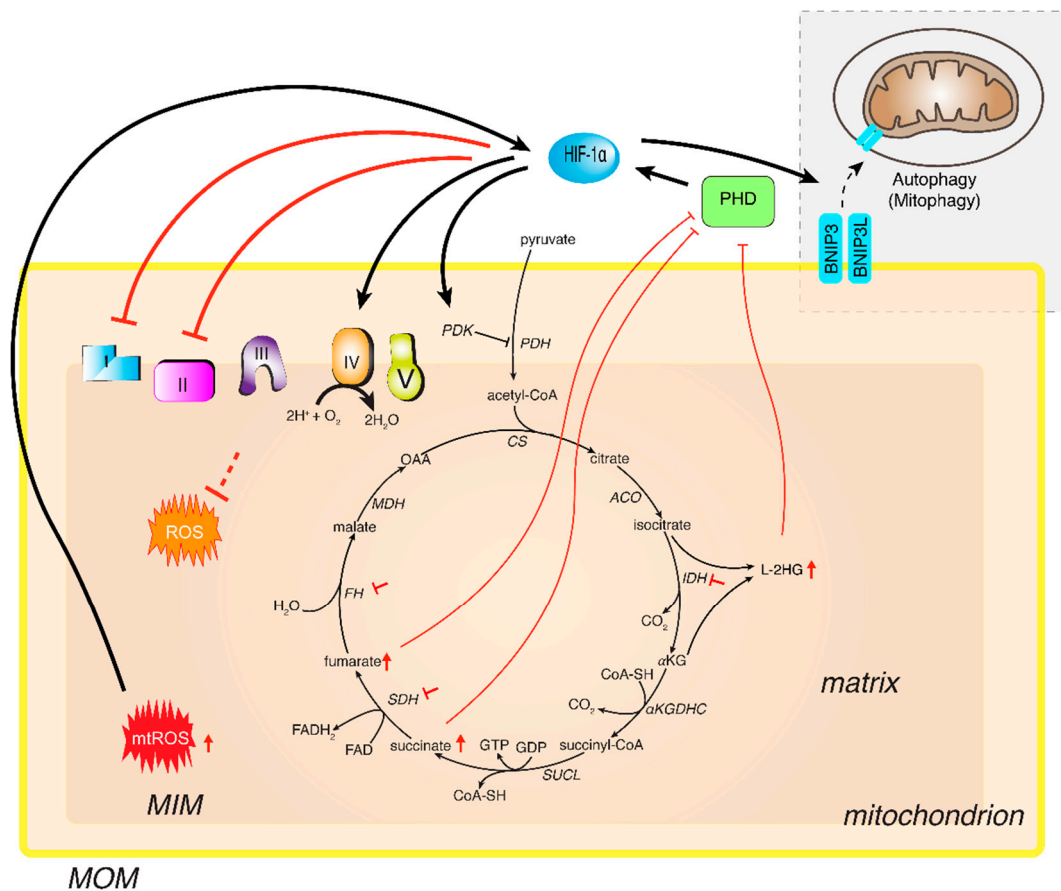 HIF-1α
PHD
Autophagy
(Mitophagy)
BNIP3
BNIP3L
pyruvate
PDK
PDH
I
II
III
IV
V
2H⁺ + O₂
2H₂O
acetyl-CoA
CS
OAA
citrate
MDH
ACO
malate
isocitrate
ROS
FH
IDH
L-2HG
H₂O
CO₂
fumarate
αKG
CoA-SH
SDH
CO₂
αKGDHC
matrix
FADH₂
FAD
succinate
GTP
GDP
succinyl-CoA
SUCL
CoA-SH
mtROS
MIM
mitochondrion
MOM